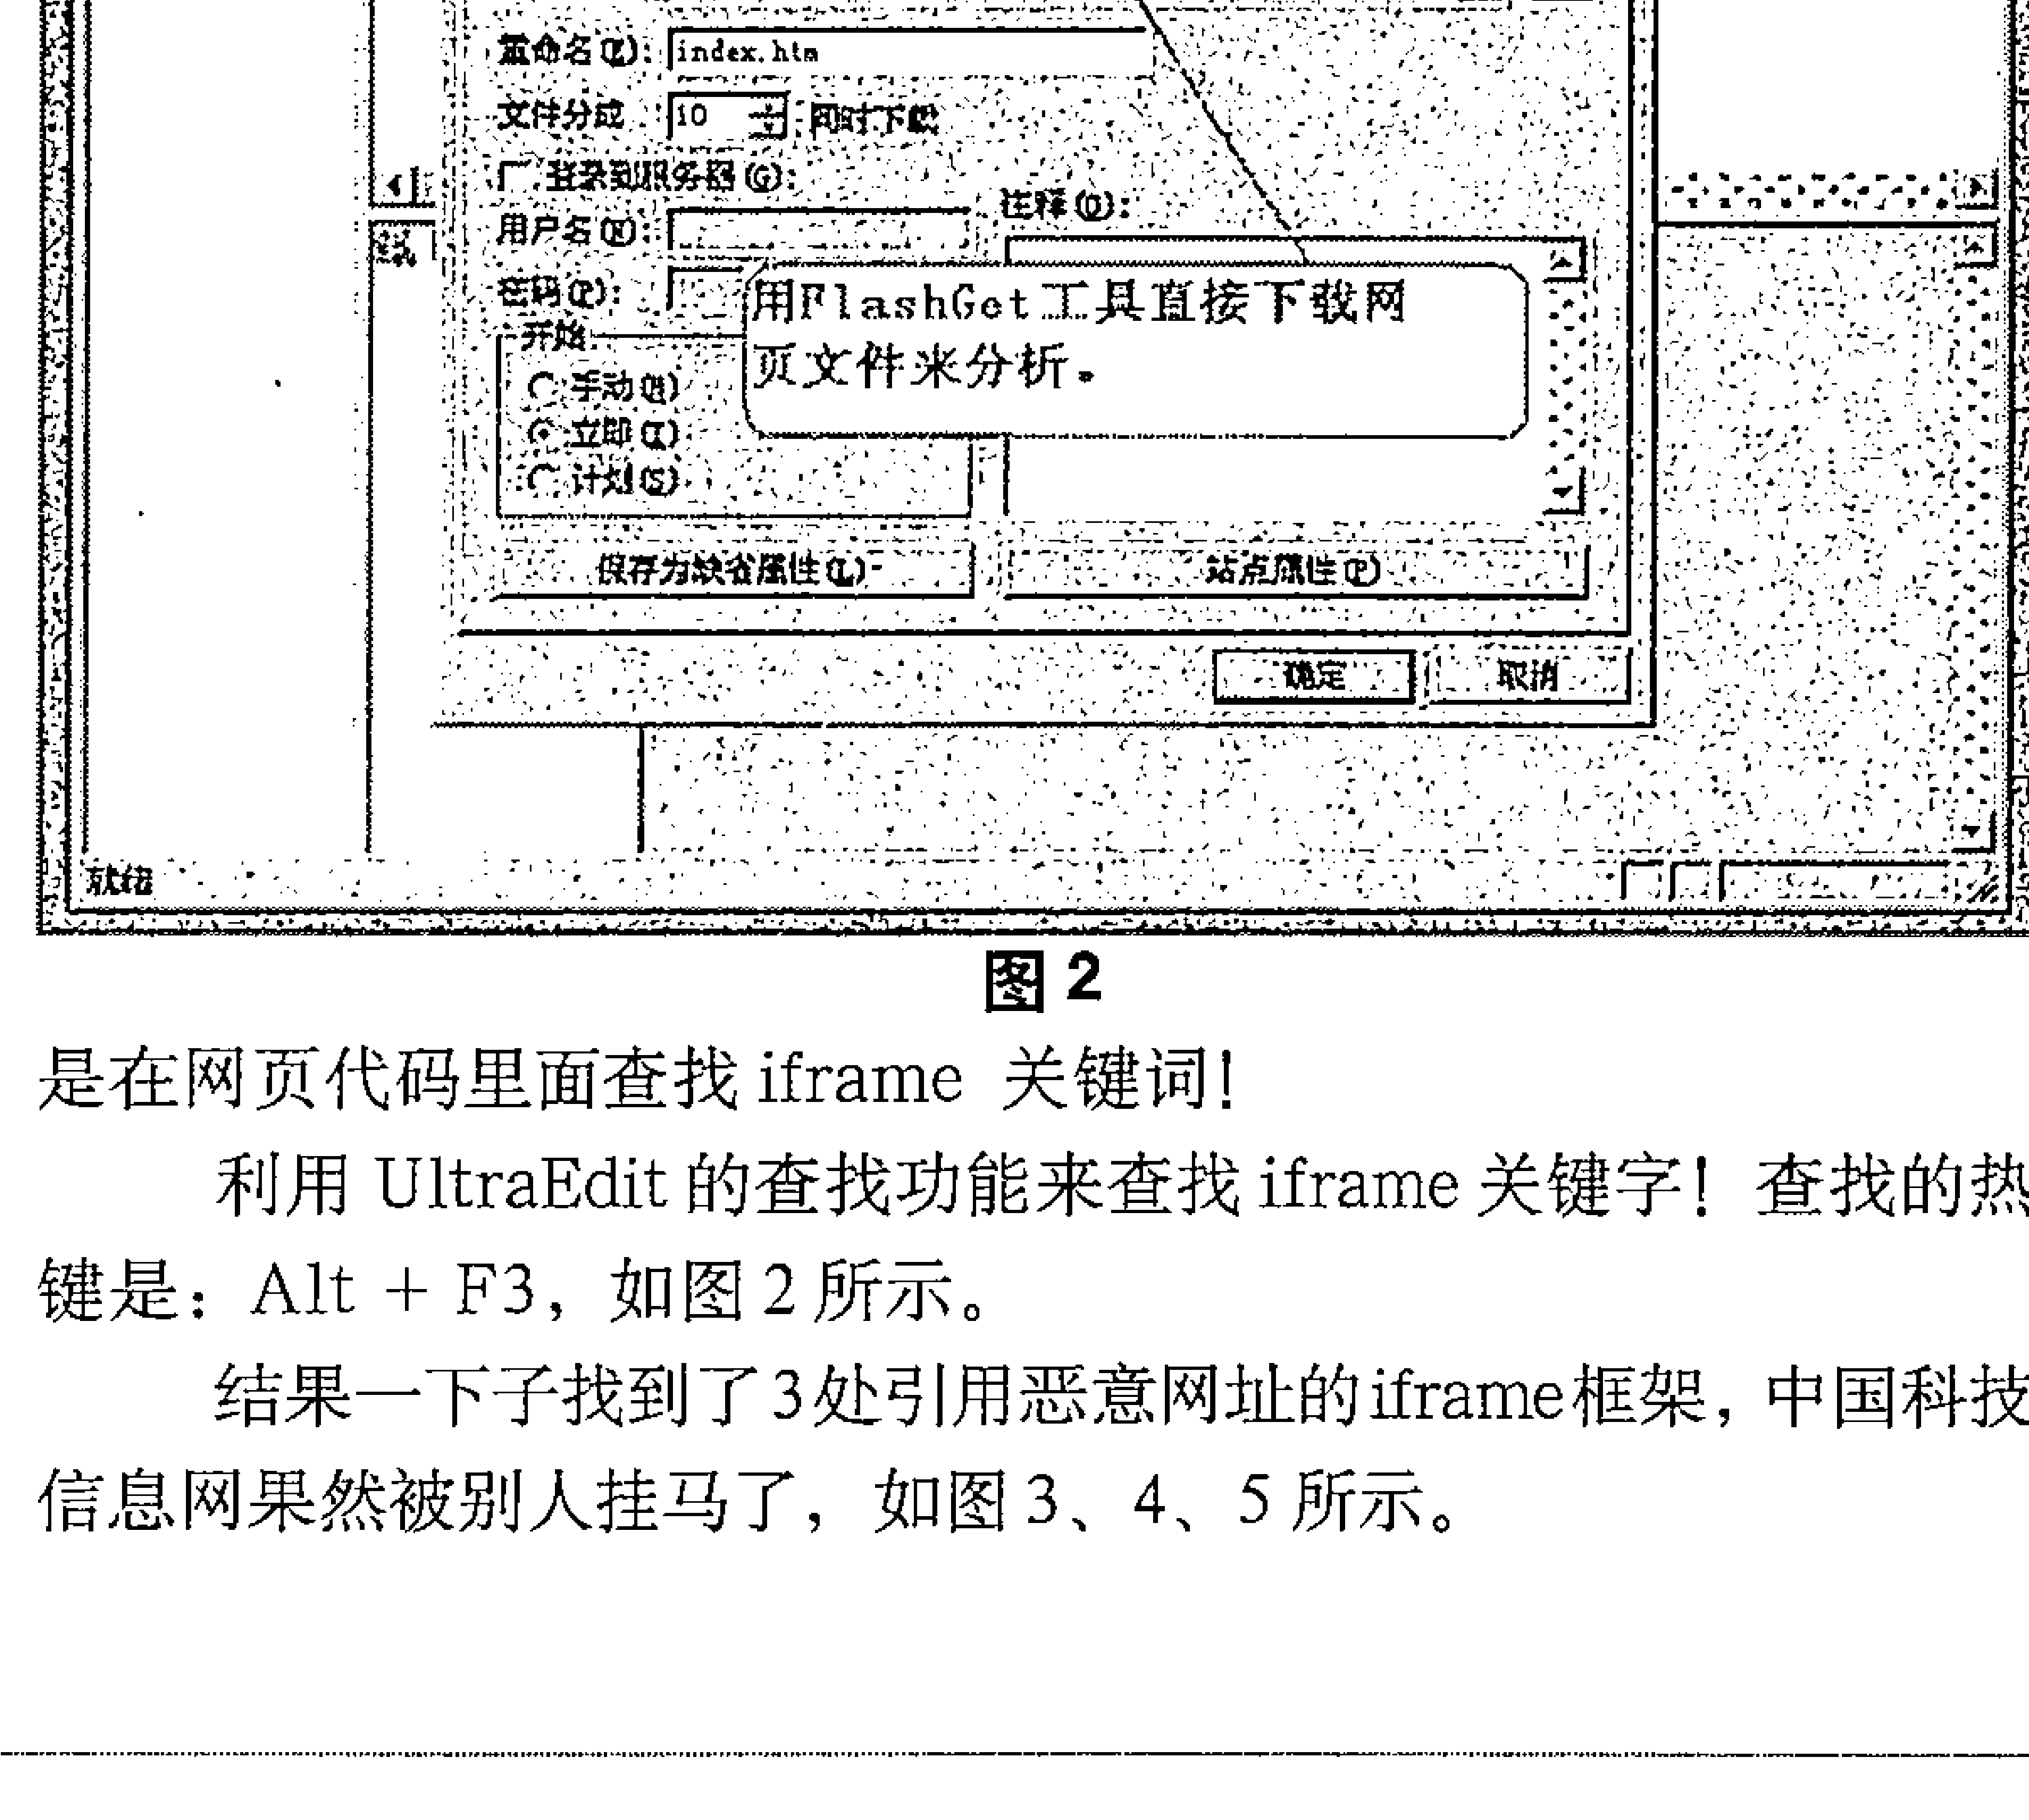 重命名(E): index.htm
文件分成 10 同时下载
登录到服务器(G):
用户名(N): 注释(O):
密码(P):
用FlashGet工具直接下载网
页文件来分析。
开始
手动(M)
立即(I)
计划(S)
保存为缺省属性(L) 站点属性(P)
确定 取消
就绪
图 2
是在网页代码里面查找 iframe 关键词！
利用 UltraEdit 的查找功能来查找 iframe 关键字！查找的热
键是：Alt + F3，如图 2 所示。
结果一下子找到了3处引用恶意网址的iframe框架，中国科技
信息网果然被别人挂马了，如图 3、4、5 所示。